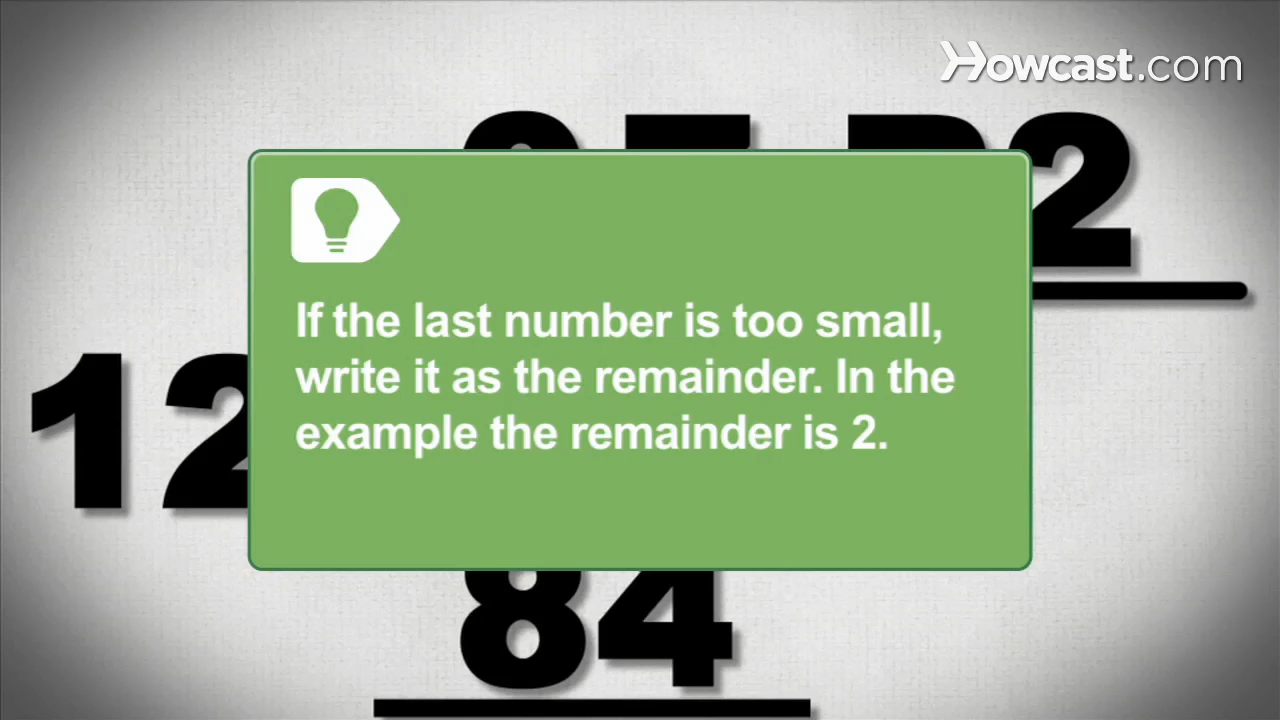 Howcast.com
If the last number is too small,
write it as the remainder. In the
example the remainder is 2.
12
84